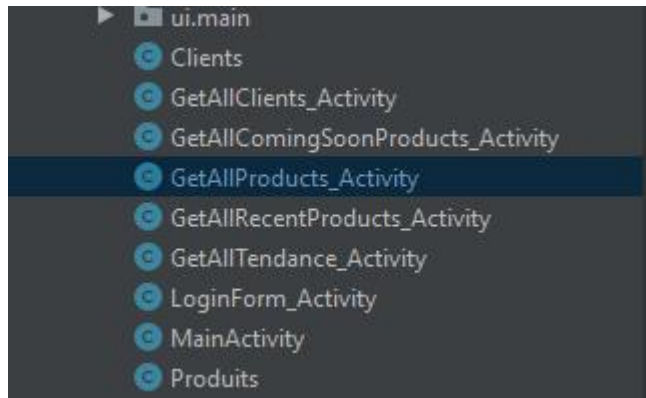 ui.main
Clients
GetAllClients_Activity
GetAllComingSoonProducts_Activity
GetAllProducts_Activity
GetAllRecentProducts_Activity
GetAllTendance_Activity
LoginForm_Activity
MainActivity
Produits